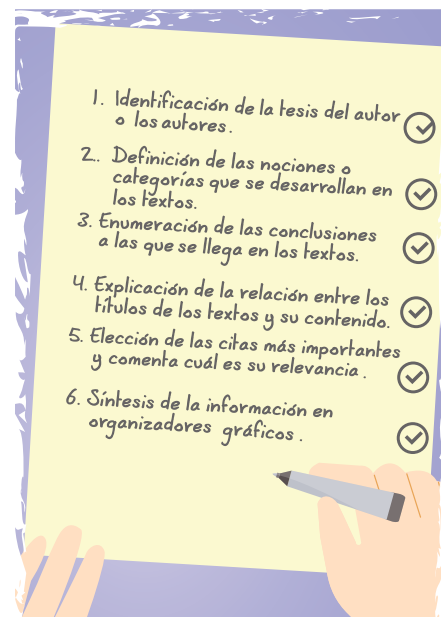 1. Identificación de la tesis del autor
o los autores.
2. Definición de las nociones o
categorías que se desarrollan en
los textos.
3. Enumeración de las conclusiones
a las que se llega en los textos.
4. Explicación de la relación entre los
títulos de los textos y su contenido.
5. Elección de las citas más importantes
y comenta cuál es su relevancia.
6. Síntesis de la información en
organizadores gráficos.